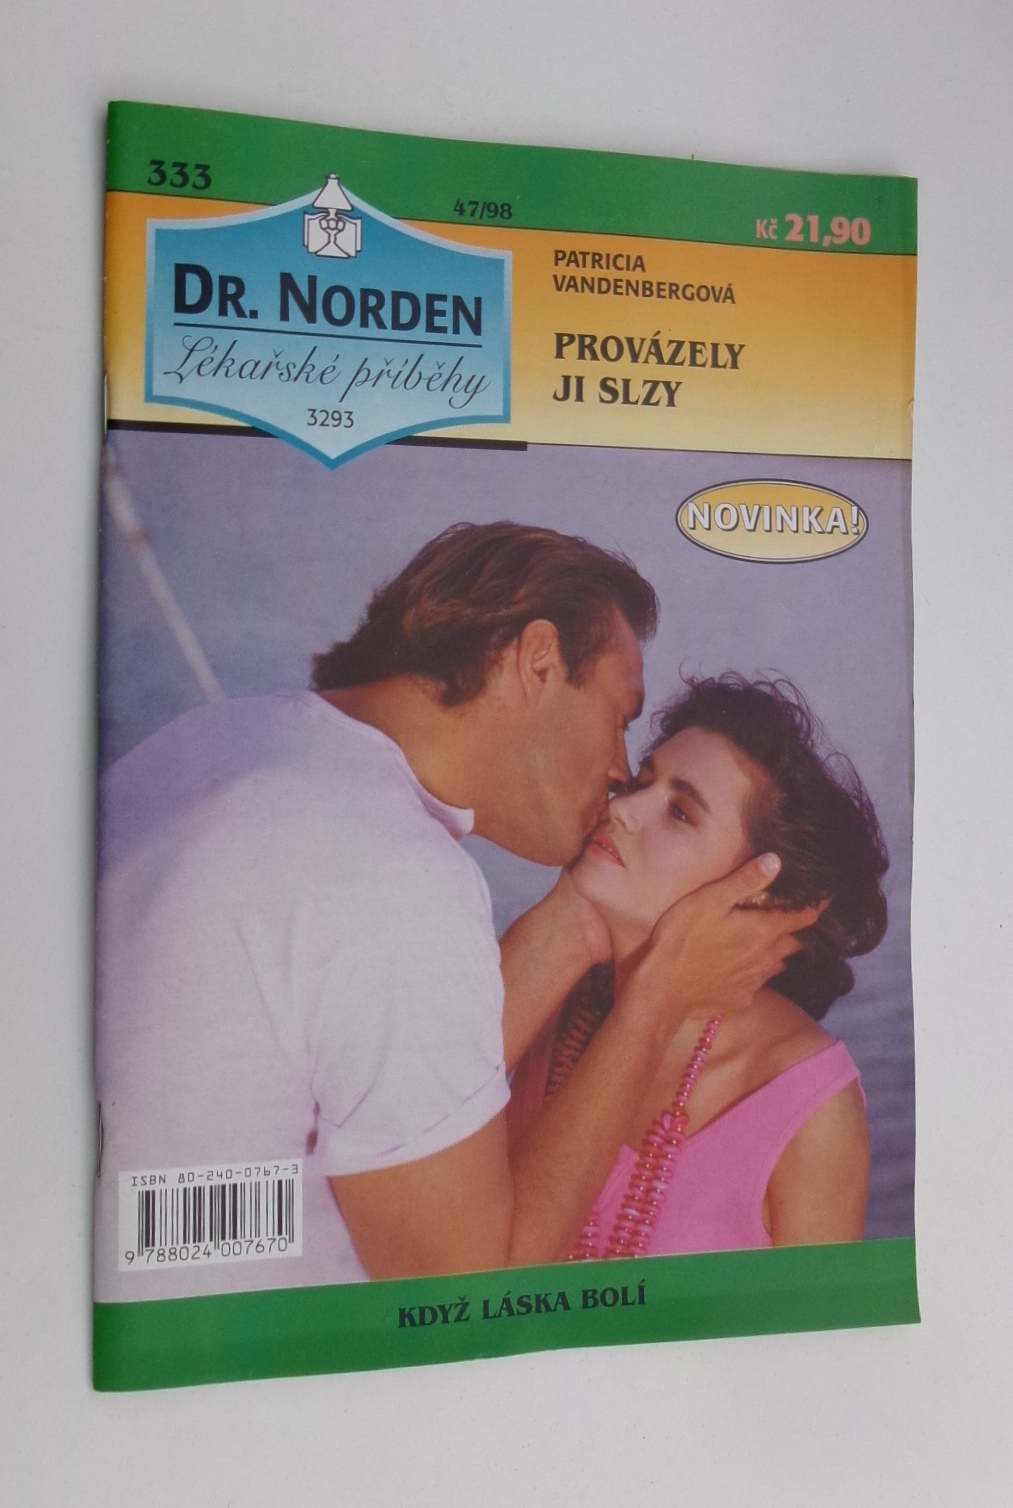 333
47/98
Kč 21,90
DR. NORDEN
Lékařské příběhy
3293
PATRICIA
VANDENBERGOVÁ
PROVÁZELY
JI SLZY
NOVINKA!
ISBN 80-240-0767-3
9 788024 007670
KDYŽ LÁSKA BOLÍ